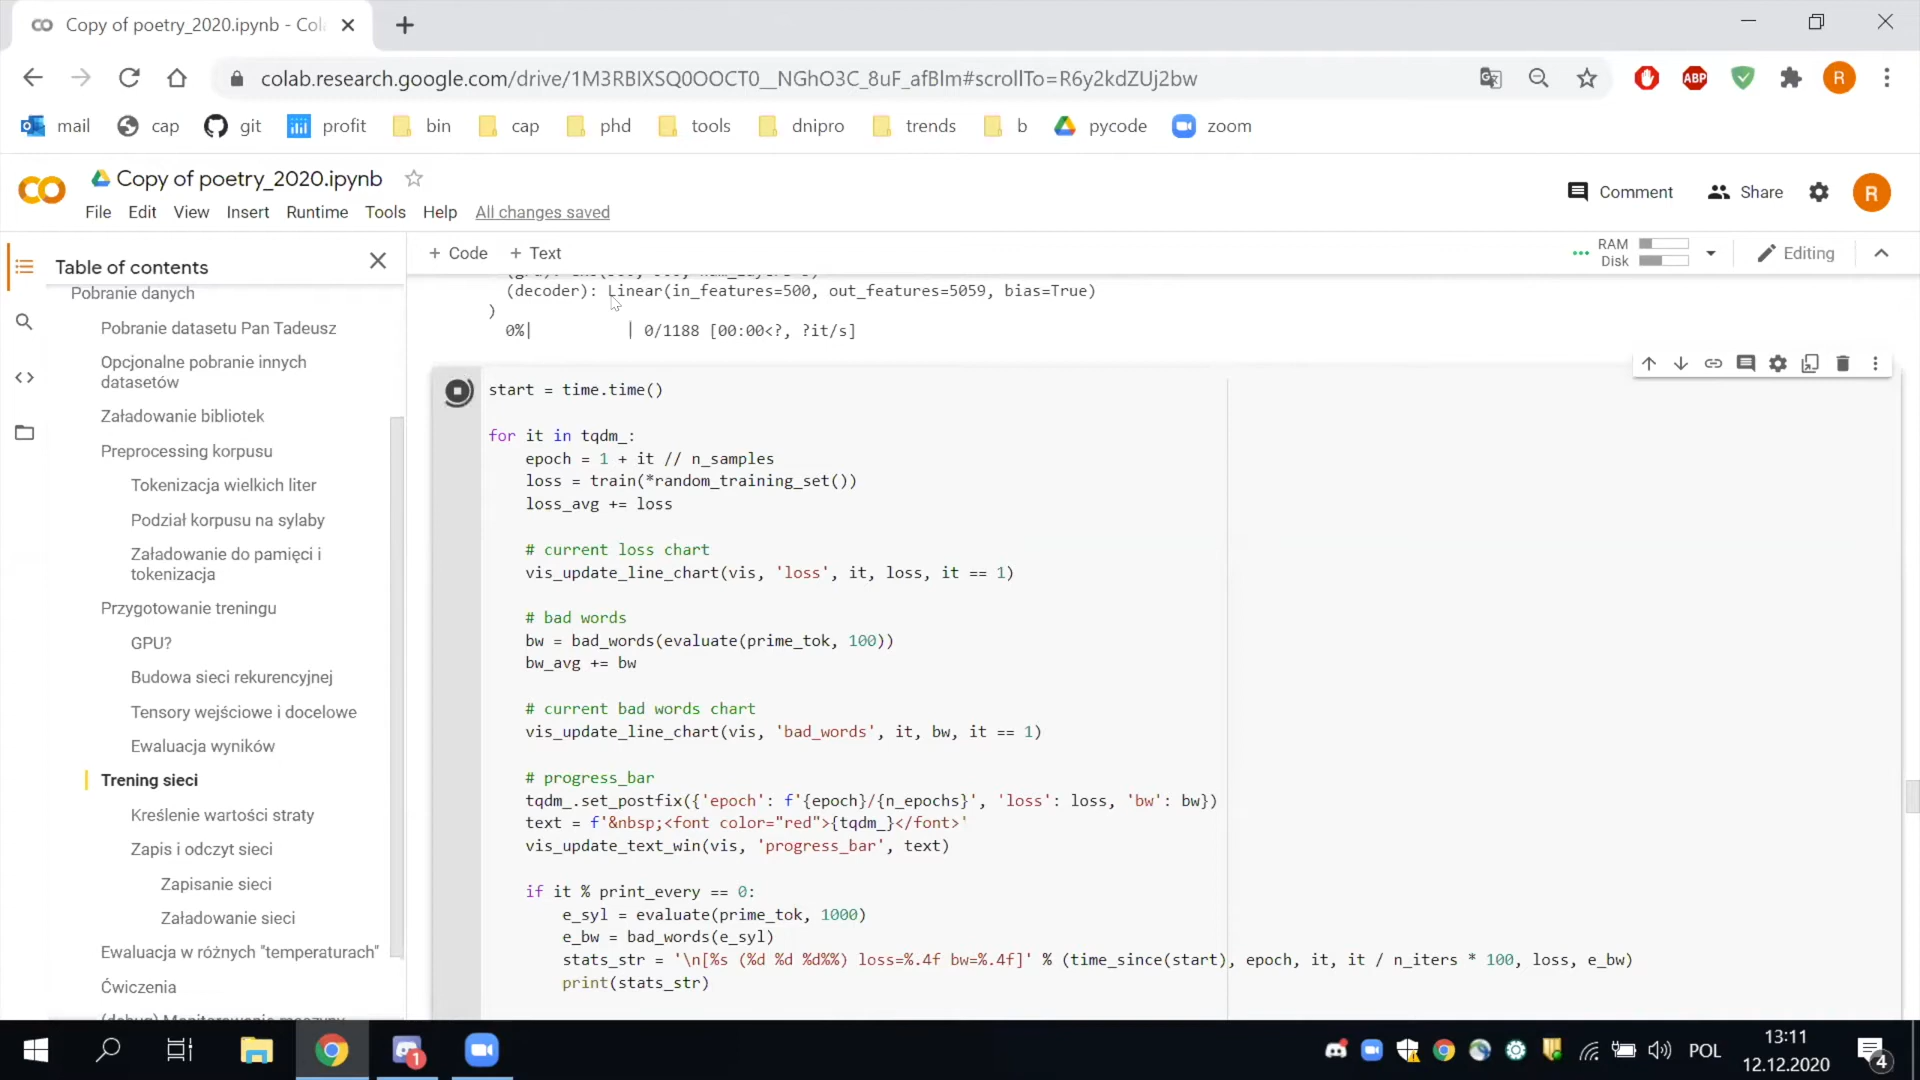 Copy of poetry_2020.ipynb - Col
colab.research.google.com/drive/1M3RBIXSQ0OOCT0__NGhO3C_8uF_afBlm#scrollTo=R6y2kdZUj2bw
ABP
R
mail
cap
git
profit
bin
cap
phd
tools
dnipro
trends
b
pycode
zoom
Copy of poetry_2020.ipynb
Comment
Share
R
File Edit View Insert Runtime Tools Help All changes saved
+ Code + Text
RAM
Disk
Editing
Table of contents
Pobranie danych
Pobranie datasetu Pan Tadeusz
Opcjonalne pobranie innych
datasetów
Załadowanie bibliotek
Preprocessing korpusu
Tokenizacja wielkich liter
Podział korpusu na sylaby
Załadowanie do pamięci i
tokenizacja
Przygotowanie treningu
GPU?
Budowa sieci rekurencyjnej
Tensory wejściowe i docelowe
Ewaluacja wyników
Trening sieci
Kreślenie wartości straty
Zapis i odczyt sieci
Zapisanie sieci
Załadowanie sieci
Ewaluacja w różnych "temperaturach"
Ćwiczenia
(decoder): Linear(in_features=500, out_features=5059, bias=True)
)
0%| | 0/1188 [00:00<?, ?it/s]
start = time.time()
for it in tqdm_:
epoch = 1 + it // n_samples
loss = train(*random_training_set())
loss_avg += loss
# current loss chart
vis_update_line_chart(vis, 'loss', it, loss, it == 1)
# bad words
bw = bad_words(evaluate(prime_tok, 100))
bw_avg += bw
# current bad words chart
vis_update_line_chart(vis, 'bad_words', it, bw, it == 1)
# progress_bar
tqdm_.set_postfix({'epoch': f'{epoch}/{n_epochs}', 'loss': loss, 'bw': bw})
text = f'&nbsp;<font color="red">{tqdm_}</font>'
vis_update_text_win(vis, 'progress_bar', text)
if it % print_every == 0:
e_syl = evaluate(prime_tok, 1000)
e_bw = bad_words(e_syl)
stats_str = '\n[%s (%d %d %d%%) loss=%.4f bw=%.4f]' % (time_since(start), epoch, it, it / n_iters * 100, loss, e_bw)
print(stats_str)
1
POL
13:11
12.12.2020
4